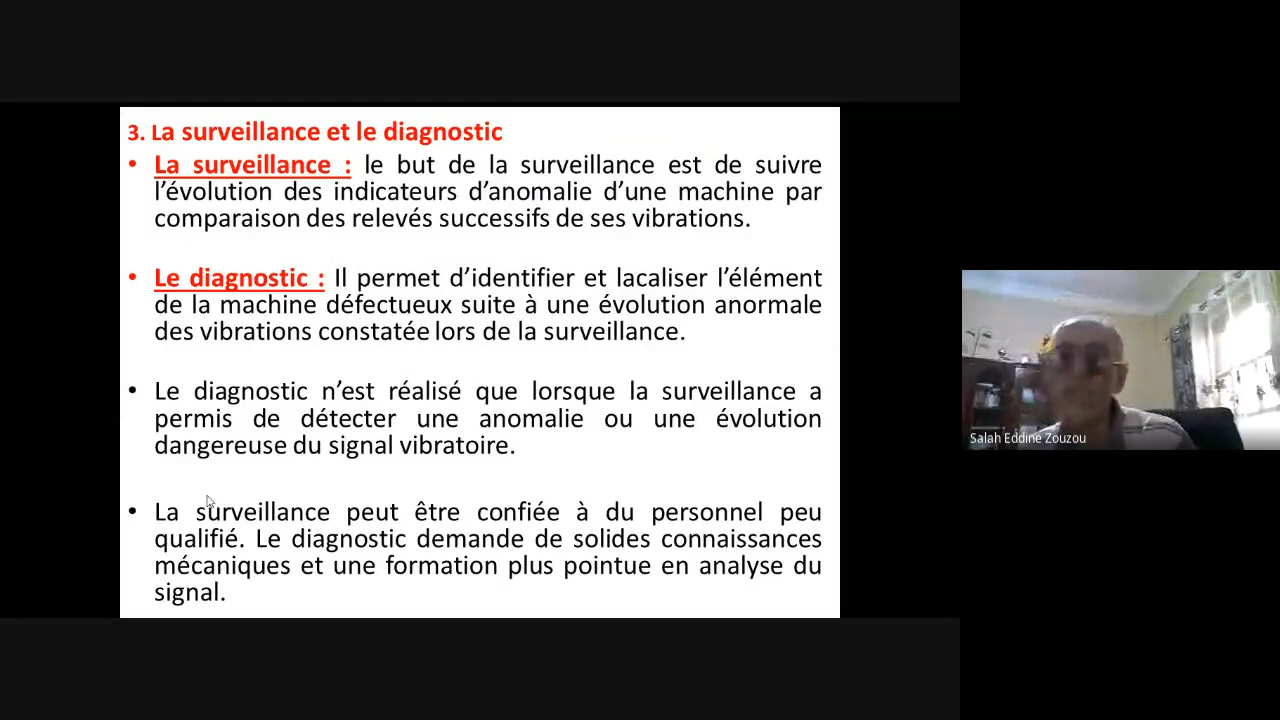 3. La surveillance et le diagnostic
• La surveillance : le but de la surveillance est de suivre
l’évolution des indicateurs d’anomalie d’une machine par
comparaison des relevés successifs de ses vibrations.
• Le diagnostic : Il permet d’identifier et lacaliser l’élément
de la machine défectueux suite à une évolution anormale
des vibrations constatée lors de la surveillance.
• Le diagnostic n’est réalisé que lorsque la surveillance a
permis de détecter une anomalie ou une évolution
dangereuse du signal vibratoire.
• La surveillance peut être confiée à du personnel peu
qualifié. Le diagnostic demande de solides connaissances
mécaniques et une formation plus pointue en analyse du
signal.
Salah Eddine Zouzou